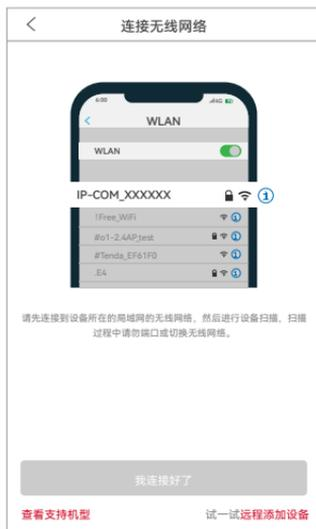 连接无线网络
6:00 4G
WLAN
WLAN
IP-COM_XXXXXX
!Free_WiFi
#o1-2.4AP_test
#Tenda_EF61F0
.E4
请先连接到设备所在的局域网的无线网络，然后进行设备扫描，扫描
过程中请勿端口或切换无线网络。
我连接好了
查看支持机型 试一试远程添加设备